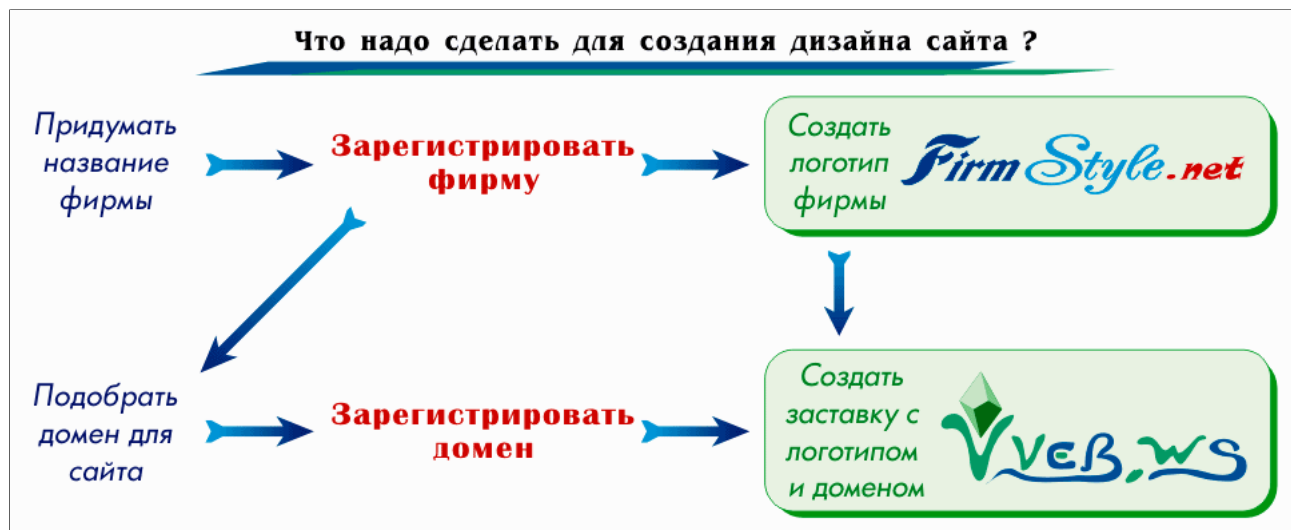 Что надо сделать для создания дизайна сайта ?
Придумать
название
фирмы
Зарегистрировать
фирму
Создать
логотип
фирмы
FirmStyle.net
Подобрать
домен для
сайта
Зарегистрировать
домен
Создать
заставку с
логотипом
и доменом
VVEB.WS